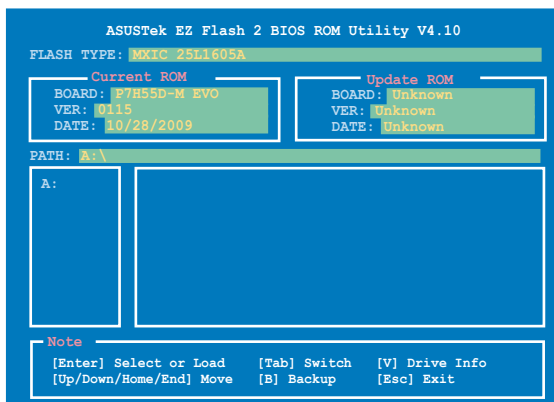 ASUSTek EZ Flash 2 BIOS ROM Utility V4.10
FLASH TYPE: MXIC 25L1605A
Current ROM
BOARD: P7H55D-M EVO
VER: 0115
DATE: 10/28/2009
Update ROM
BOARD: Unknown
VER: Unknown
DATE: Unknown
PATH: A:\
A:
Note
[Enter] Select or Load [Tab] Switch [V] Drive Info
[Up/Down/Home/End] Move [B] Backup [Esc] Exit